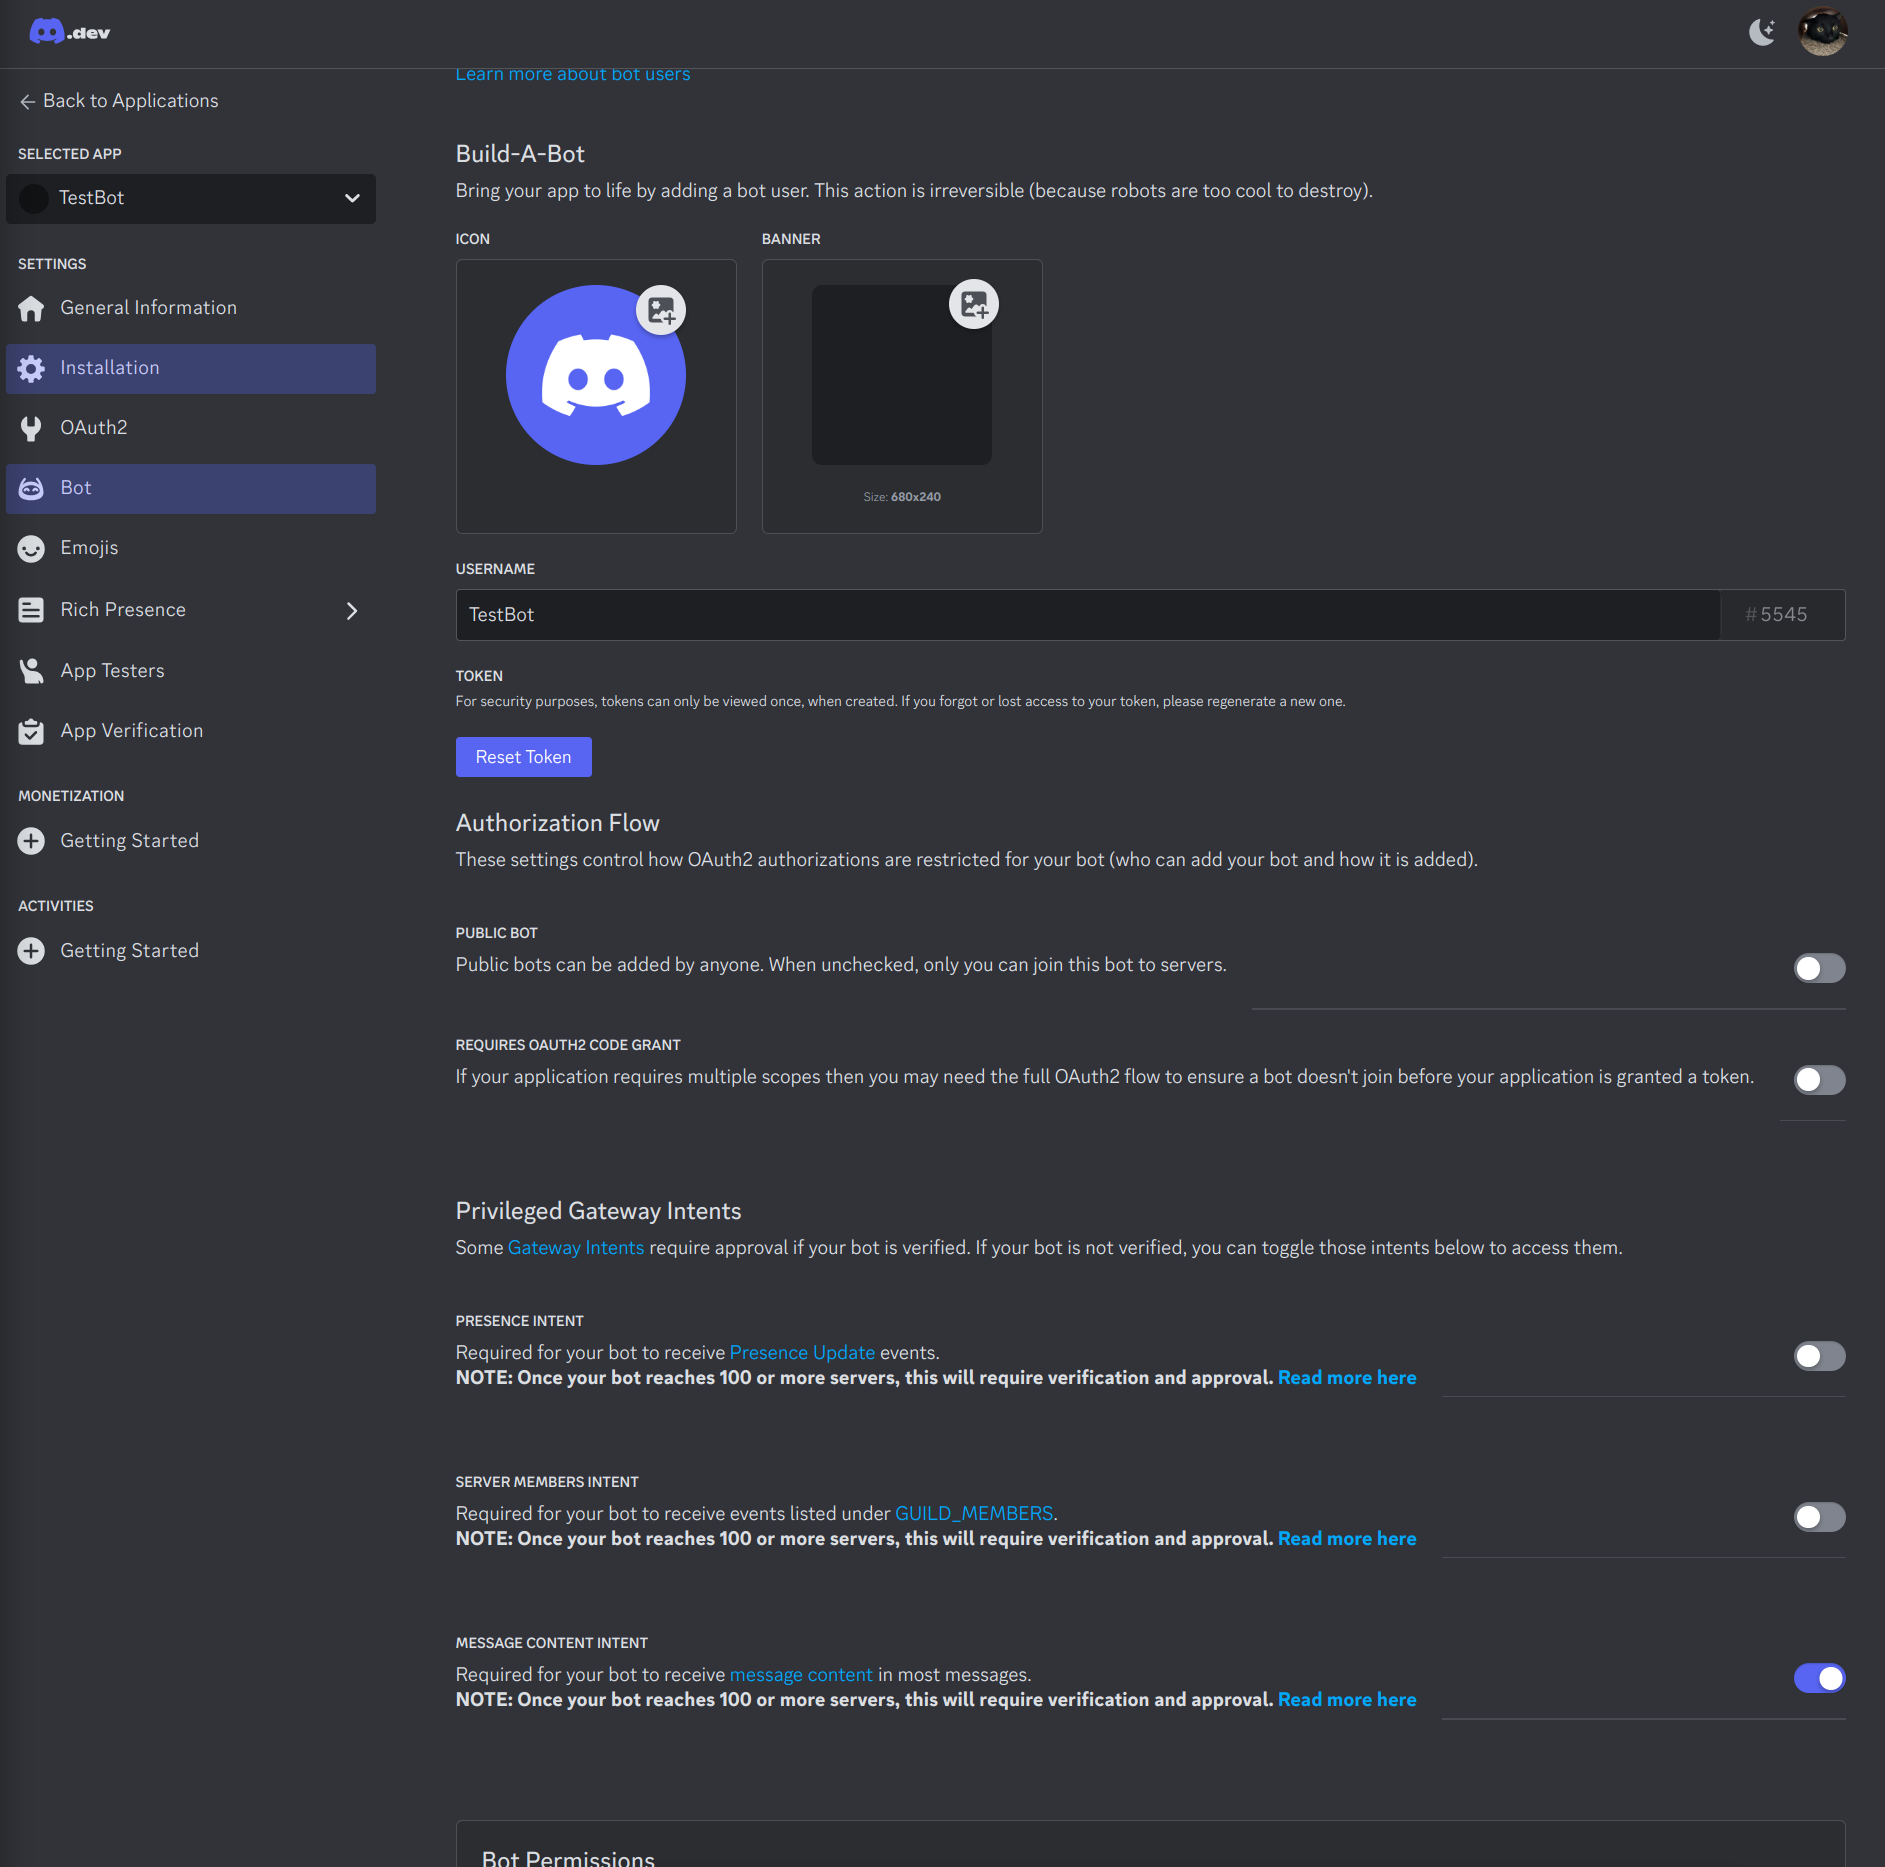 .dev
Learn more about bot users
Back to Applications
SELECTED APP
TestBot
SETTINGS
General Information
Installation
OAuth2
Bot
Emojis
Rich Presence
App Testers
App Verification
MONETIZATION
Getting Started
ACTIVITIES
Getting Started
Build-A-Bot
Bring your app to life by adding a bot user. This action is irreversible (because robots are too cool to destroy).
ICON
BANNER
Size: 680x240
USERNAME
TestBot
#5545
TOKEN
For security purposes, tokens can only be viewed once, when created. If you forgot or lost access to your token, please regenerate a new one.
Reset Token
Authorization Flow
These settings control how OAuth2 authorizations are restricted for your bot (who can add your bot and how it is added).
PUBLIC BOT
Public bots can be added by anyone. When unchecked, only you can join this bot to servers.
REQUIRES OAUTH2 CODE GRANT
If your application requires multiple scopes then you may need the full OAuth2 flow to ensure a bot doesn't join before your application is granted a token.
Privileged Gateway Intents
Some Gateway Intents require approval if your bot is verified. If your bot is not verified, you can toggle those intents below to access them.
PRESENCE INTENT
Required for your bot to receive Presence Update events.
NOTE: Once your bot reaches 100 or more servers, this will require verification and approval. Read more here
SERVER MEMBERS INTENT
Required for your bot to receive events listed under GUILD_MEMBERS.
NOTE: Once your bot reaches 100 or more servers, this will require verification and approval. Read more here
MESSAGE CONTENT INTENT
Required for your bot to receive message content in most messages.
NOTE: Once your bot reaches 100 or more servers, this will require verification and approval. Read more here
Bot Permissions